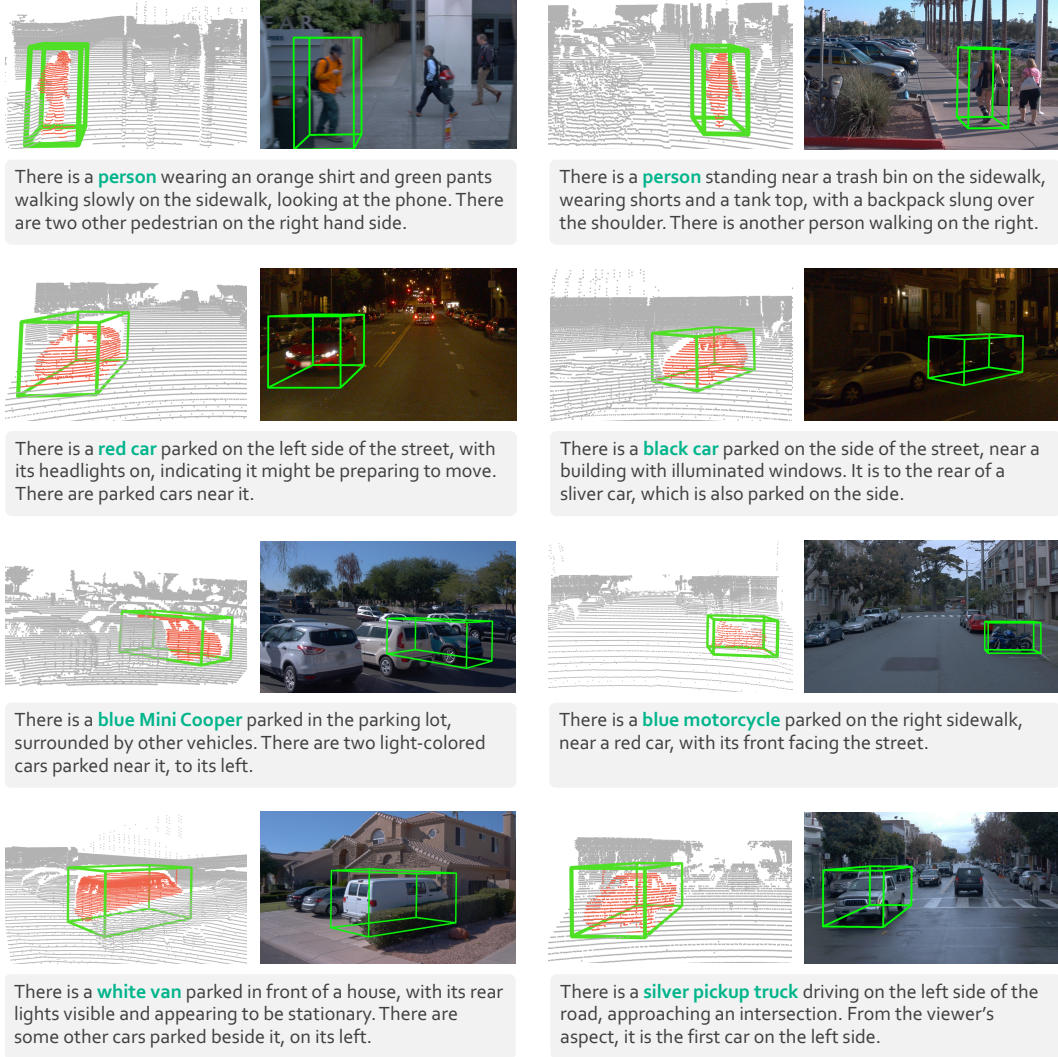 EAR
There is a person wearing an orange shirt and green pants
walking slowly on the sidewalk, looking at the phone. There
are two other pedestrian on the right hand side.
There is a person standing near a trash bin on the sidewalk,
wearing shorts and a tank top, with a backpack slung over
the shoulder. There is another person walking on the right.
There is a red car parked on the left side of the street, with
its headlights on, indicating it might be preparing to move.
There are parked cars near it.
There is a black car parked on the side of the street, near a
building with illuminated windows. It is to the rear of a
sliver car, which is also parked on the side.
There is a blue Mini Cooper parked in the parking lot,
surrounded by other vehicles. There are two light-colored
cars parked near it, to its left.
There is a blue motorcycle parked on the right sidewalk,
near a red car, with its front facing the street.
There is a white van parked in front of a house, with its rear
lights visible and appearing to be stationary. There are
some other cars parked beside it, on its left.
There is a silver pickup truck driving on the left side of the
road, approaching an intersection. From the viewer's
aspect, it is the first car on the left side.